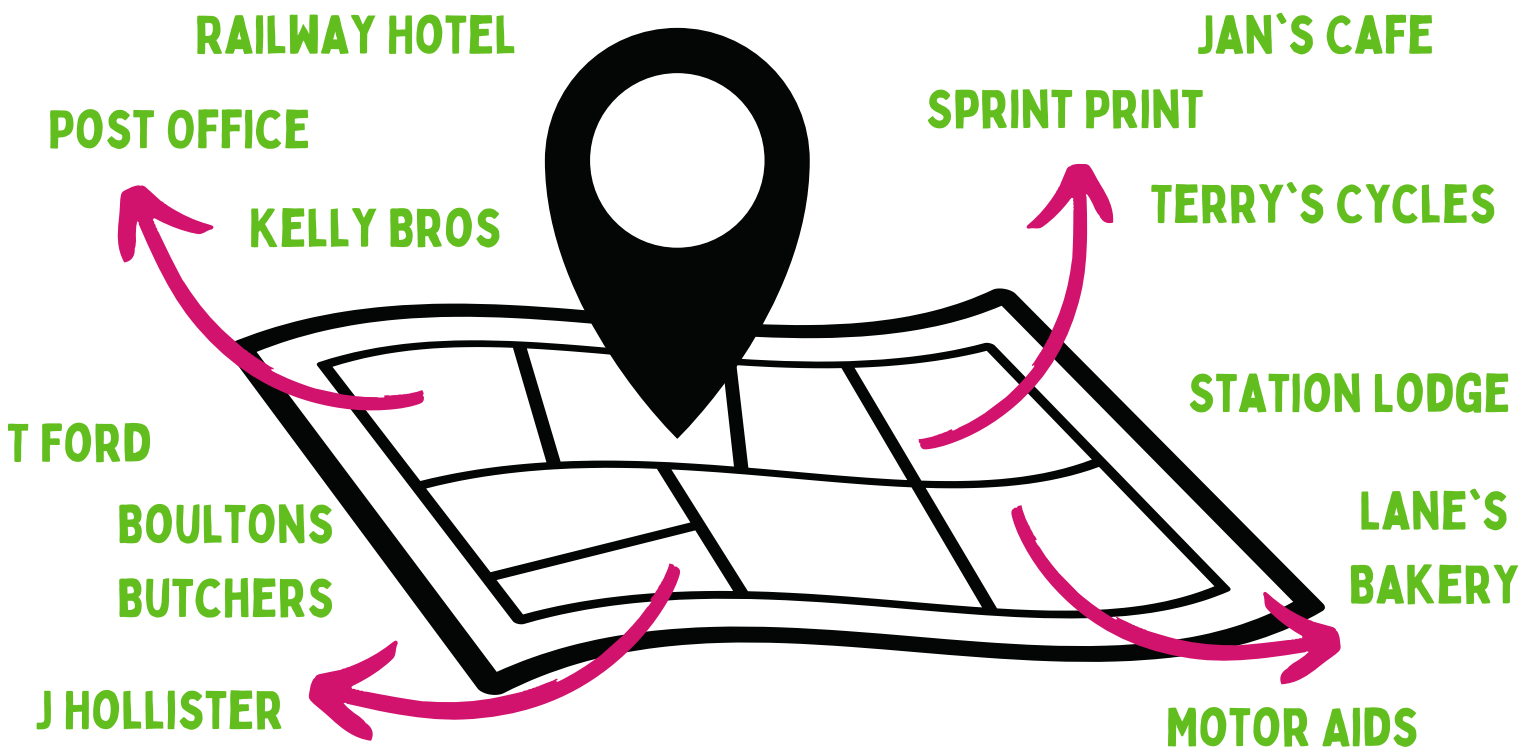 RAILWAY HOTEL
JAN`S CAFE
SPRINT PRINT
POST OFFICE
TERRY`S CYCLES
KELLY BROS
STATION LODGE
T FORD
LANE`S
BAKERY
BOULTONS
BUTCHERS
J HOLLISTER
MOTOR AIDS